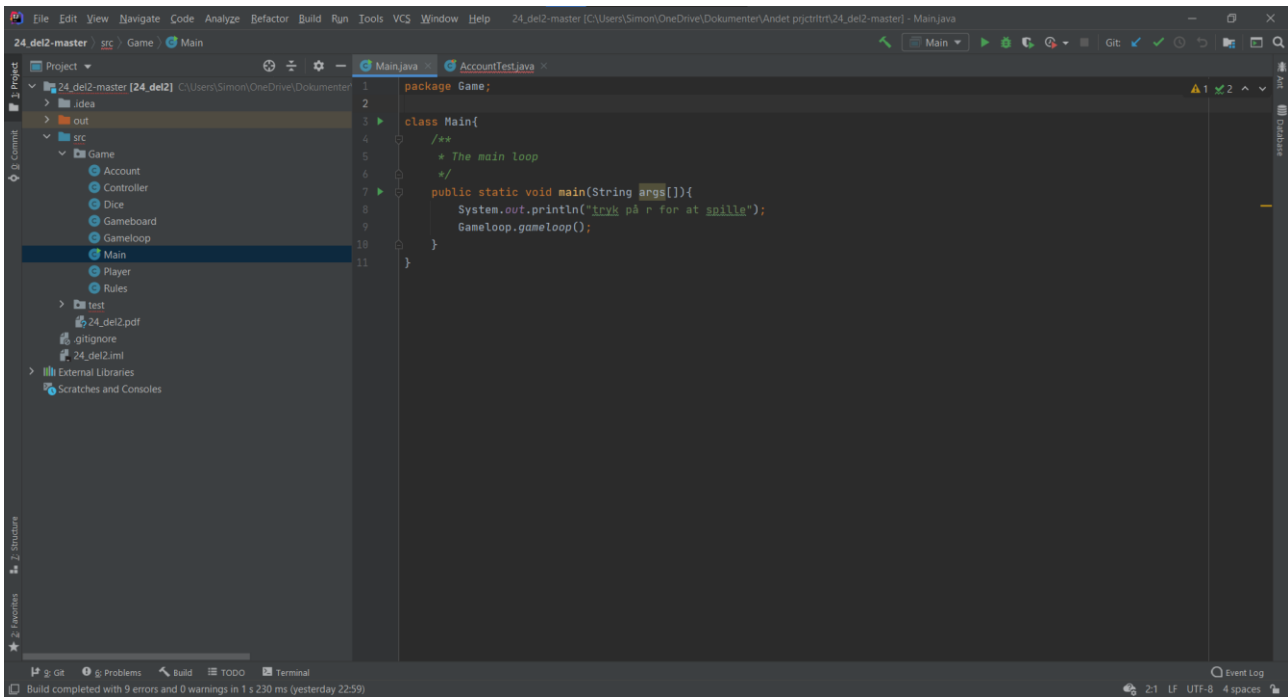 File Edit View Navigate Code Analyze Refactor Build Run Tools VCS Window Help 24_del2-master [C:\Users\Simon\OneDrive\Dokumenter\Andet prjctrltrt\24_del2-master] - Main.java
24_del2-master src Game Main
Main Git:
Project
Main.java AccountTest.java
1: Project
Commit
Ant
Database
24_del2-master [24_del2] C:\Users\Simon\OneDrive\Dokumenter
.idea
out
src
Game
Account
Controller
Dice
Gameboard
Gameloop
Main
Player
Rules
test
24_del2.pdf
.gitignore
24_del2.iml
External Libraries
Scratches and Consoles
1 package Game;
2
3 class Main{
4 /**
5 * The main loop
6 */
7 public static void main(String args[]){
8 System.out.println("tryk på r for at spille");
9 Gameloop.gameloop();
10 }
11 }
1 2
Z: Structure
2: Favorites
9: Git 6: Problems Build TODO Terminal
Event Log
Build completed with 9 errors and 0 warnings in 1 s 230 ms (yesterday 22:59)
2:1 LF UTF-8 4 spaces